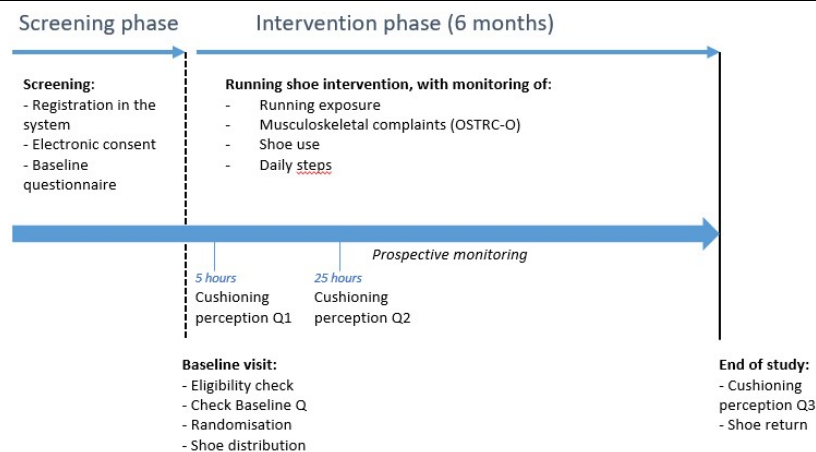 Screening phase
Intervention phase (6 months)
Screening:
- Registration in the
system
- Electronic consent
- Baseline
questionnaire
Running shoe intervention, with monitoring of:
- Running exposure
- Musculoskeletal complaints (OSTRC-O)
- Shoe use
- Daily steps
Prospective monitoring
5 hours
Cushioning
perception Q1
25 hours
Cushioning
perception Q2
Baseline visit:
- Eligibility check
- Check Baseline Q
- Randomisation
- Shoe distribution
End of study:
- Cushioning
perception Q3
- Shoe return